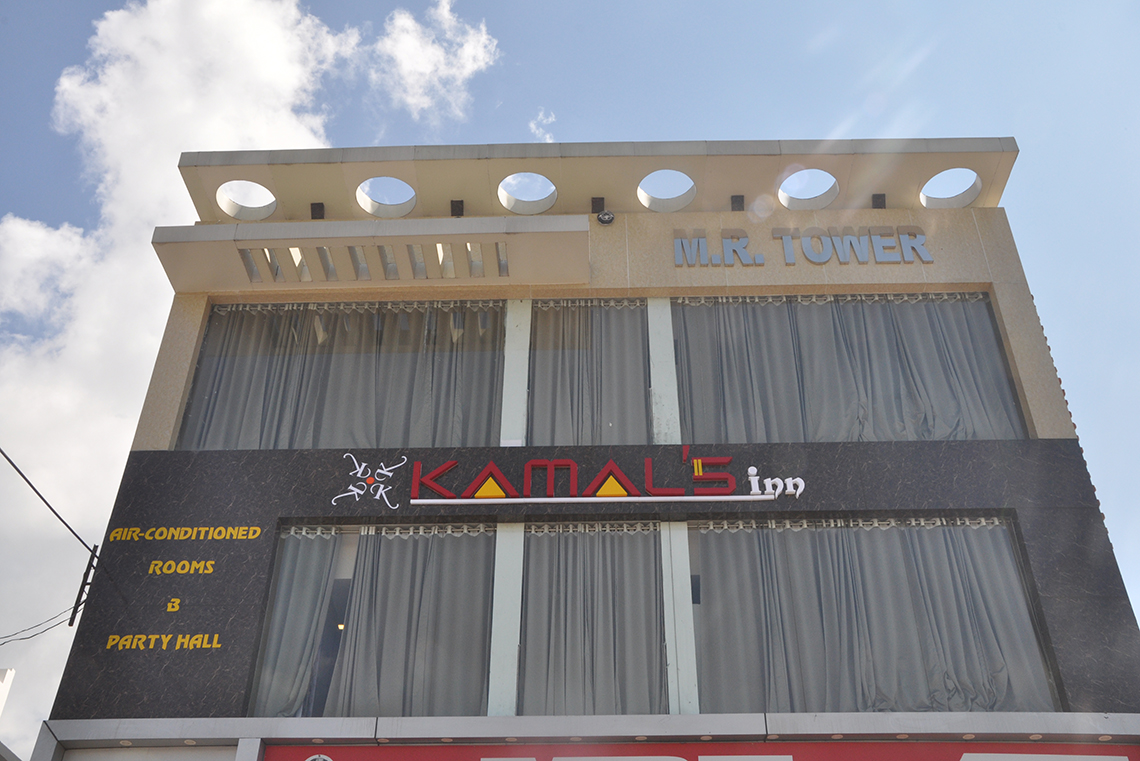 M.R. TOWER
KAMAL'S inn
AIR-CONDITIONED
ROOMS
&
PARTY HALL